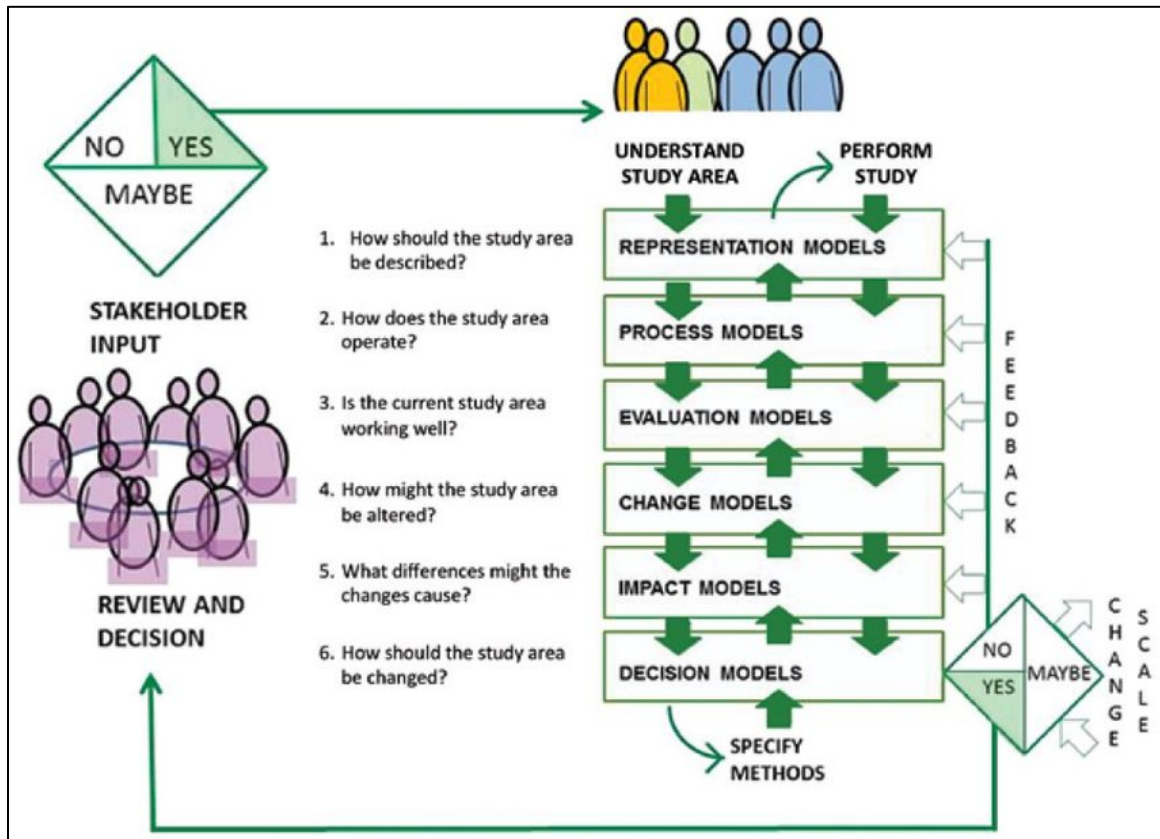 NO
YES
MAYBE
STAKEHOLDER
INPUT
REVIEW AND
DECISION
UNDERSTAND
STUDY AREA
PERFORM
STUDY
1. How should the study area
be described?
REPRESENTATION MODELS
2. How does the study area
operate?
PROCESS MODELS
3. Is the current study area
working well?
EVALUATION MODELS
4. How might the study area
be altered?
CHANGE MODELS
5. What differences might the
changes cause?
IMPACT MODELS
6. How should the study area
be changed?
DECISION MODELS
SPECIFY
METHODS
FEEDBACK
NO
YES
MAYBE
CHANGE
SCALE